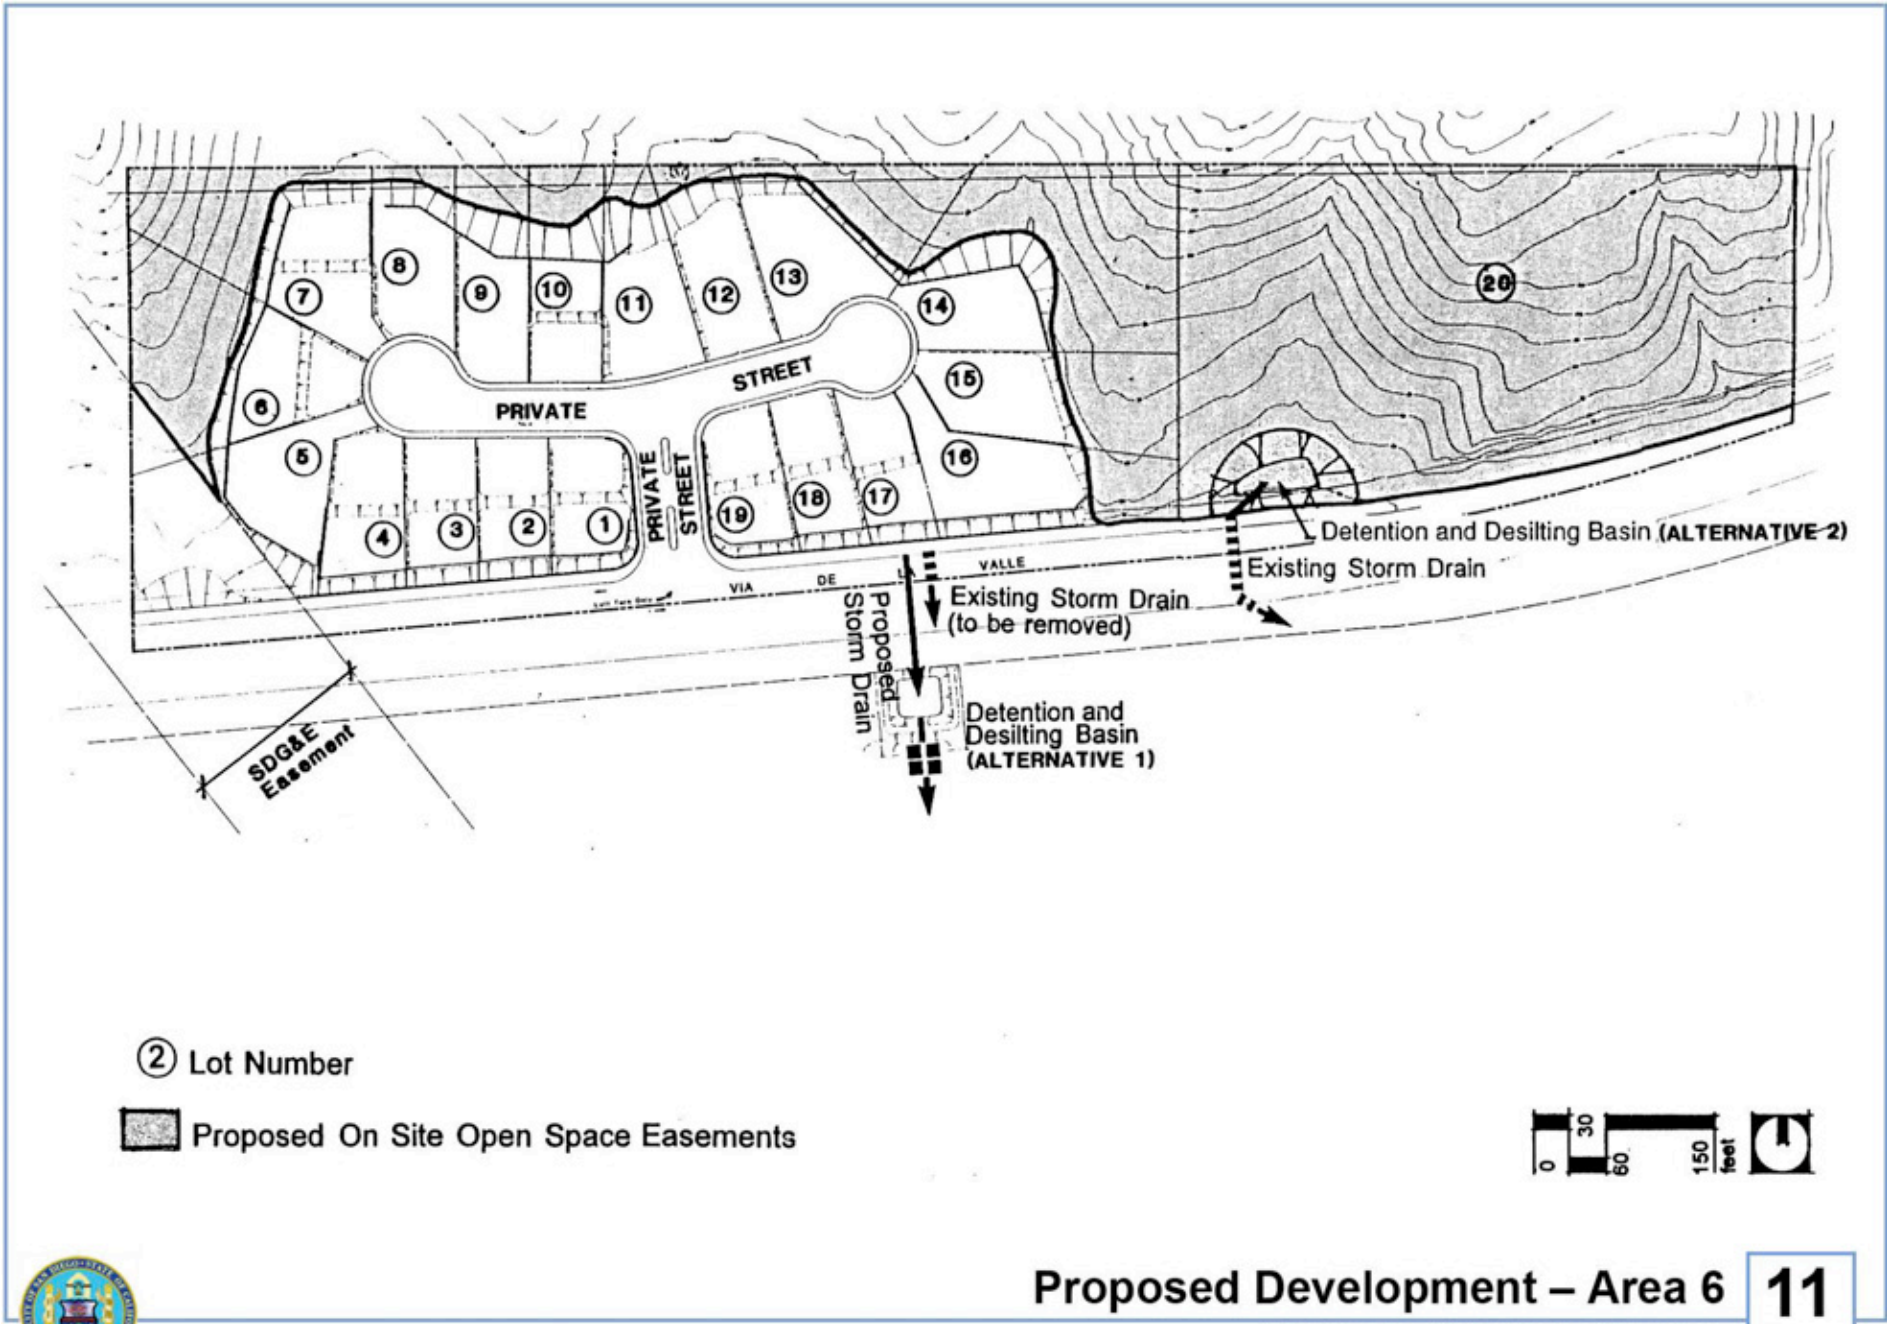 8
13
7
9
10
11
12
14
20
6
15
STREET
PRIVATE
5
16
PRIVATE
STREET
4
3
2
1
19
18
17
Detention and Desilting Basin (ALTERNATIVE 2)
Existing Storm Drain
VIA DE LA VALLE
Proposed
Storm Drain
Existing Storm Drain
(to be removed)
SDG&E
Easement
Detention and
Desilting Basin
(ALTERNATIVE 1)
2 Lot Number
Proposed On Site Open Space Easements
0 30 60 150 feet
Proposed Development – Area 6
11